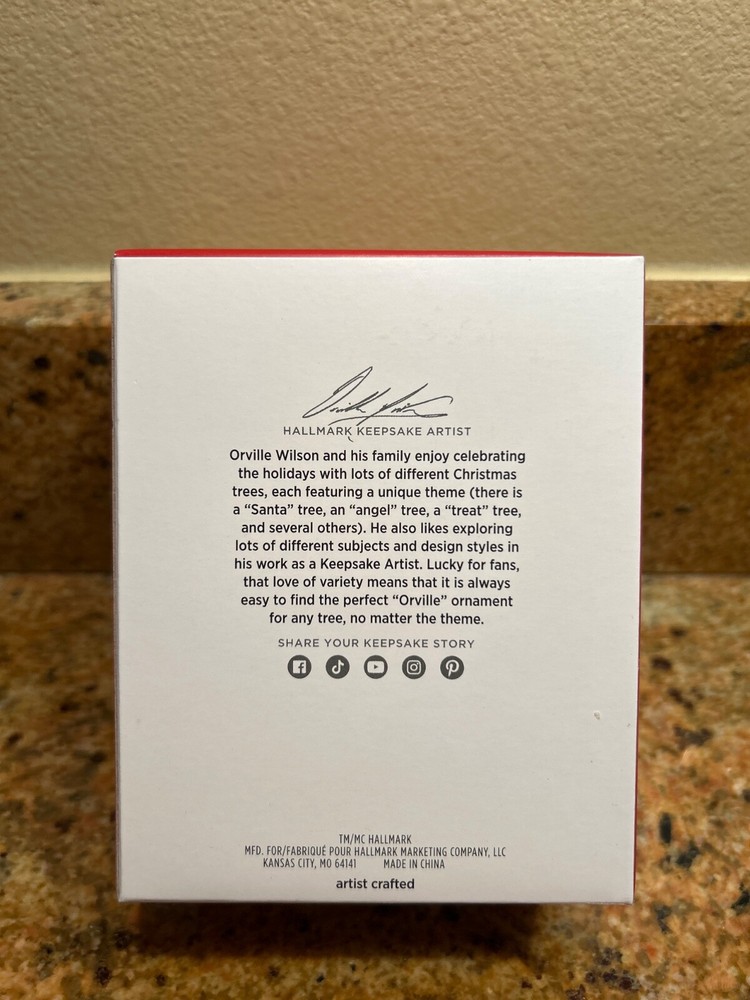 HALLMARK KEEPSAKE ARTIST
Orville Wilson and his family enjoy celebrating
the holidays with lots of different Christmas
trees, each featuring a unique theme (there is
a “Santa” tree, an “angel” tree, a “treat” tree,
and several others). He also likes exploring
lots of different subjects and design styles in
his work as a Keepsake Artist. Lucky for fans,
that love of variety means that it is always
easy to find the perfect “Orville” ornament
for any tree, no matter the theme.
SHARE YOUR KEEPSAKE STORY
TM/MC HALLMARK
MFD. FOR/FABRIQUÉ POUR HALLMARK MARKETING COMPANY, LLC
KANSAS CITY, MO 64141 MADE IN CHINA
artist crafted